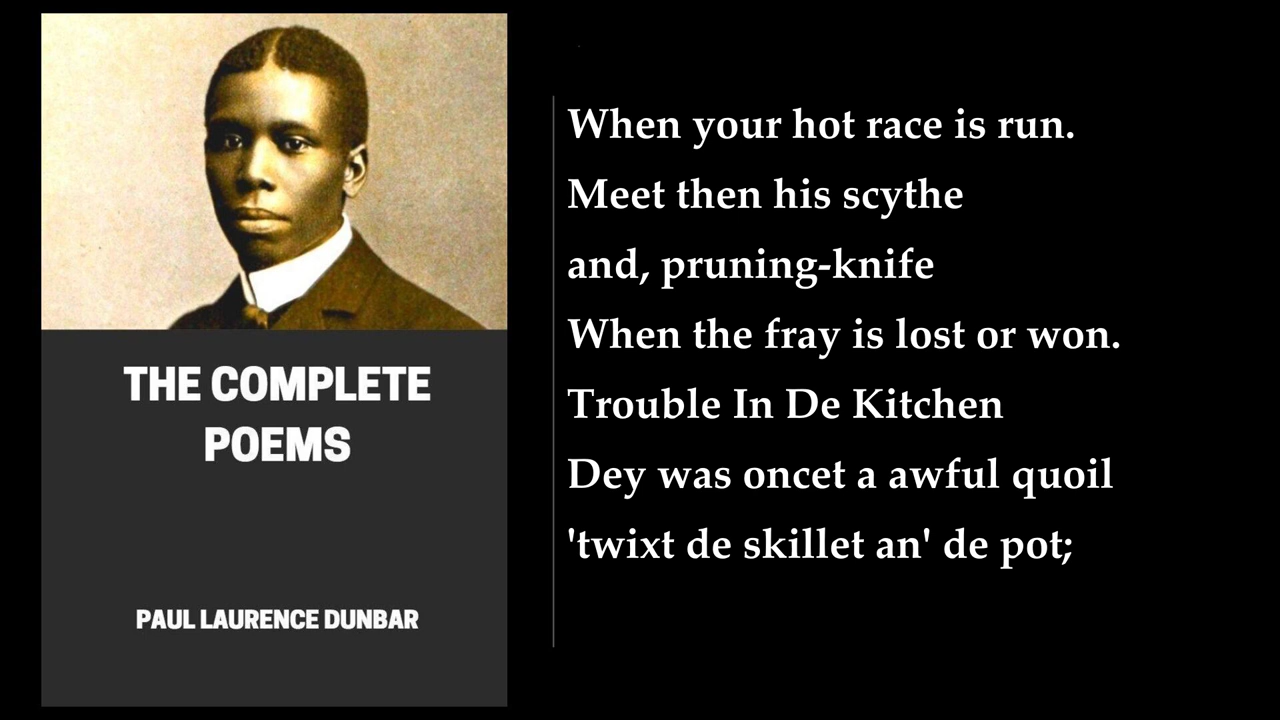 THE COMPLETE
POEMS
PAUL LAURENCE DUNBAR
When your hot race is run.
Meet then his scythe
and, pruning-knife
When the fray is lost or won.
Trouble In De Kitchen
Dey was oncet a awful quoil
'twixt de skillet an' de pot;